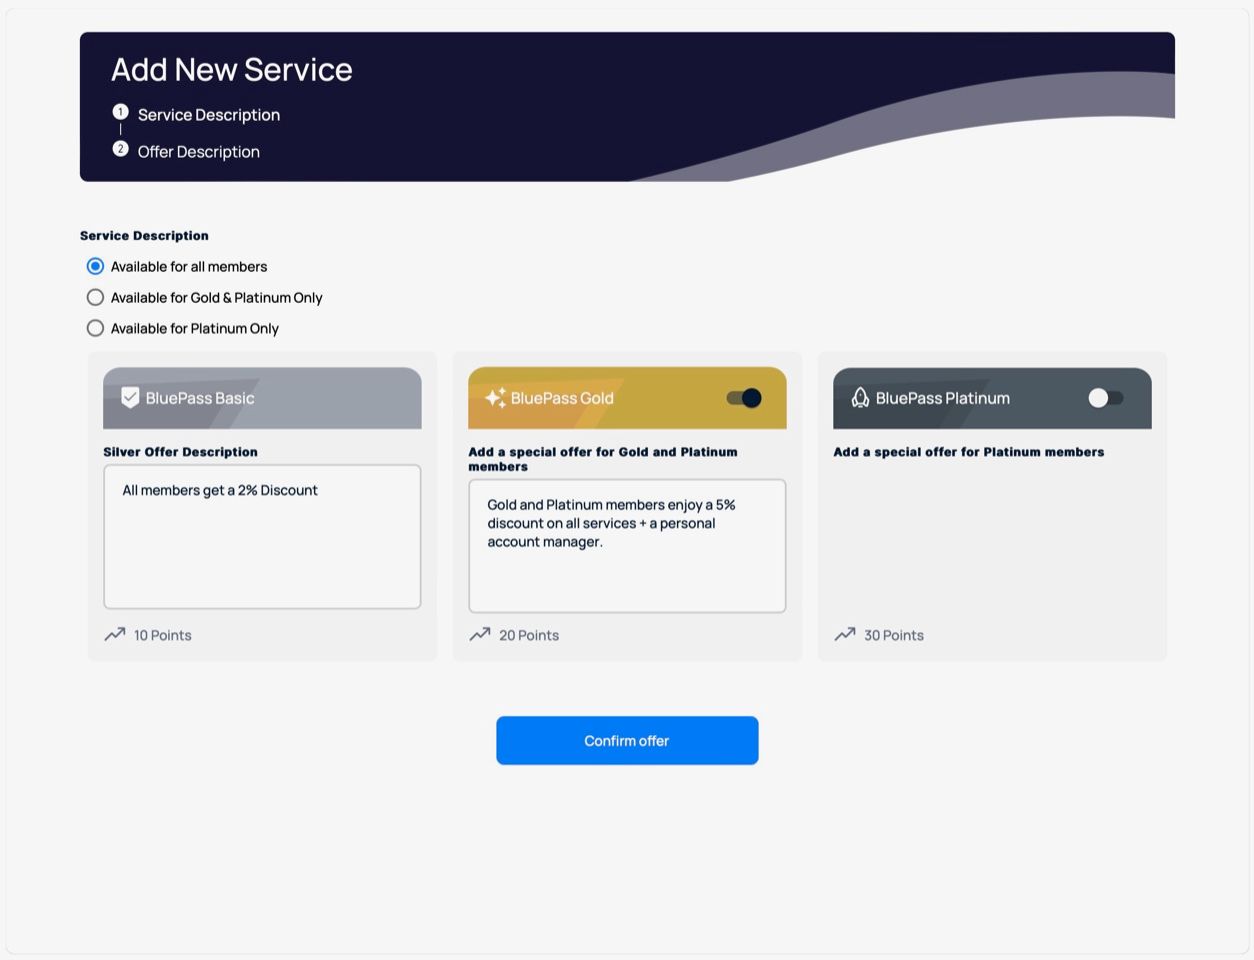 Add New Service
1 Service Description
2 Offer Description
Service Description
Available for all members
Available for Gold & Platinum Only
Available for Platinum Only
BluePass Basic
Silver Offer Description
All members get a 2% Discount
10 Points
BluePass Gold
Add a special offer for Gold and Platinum
members
Gold and Platinum members enjoy a 5%
discount on all services + a personal
account manager.
20 Points
BluePass Platinum
Add a special offer for Platinum members
30 Points
Confirm offer